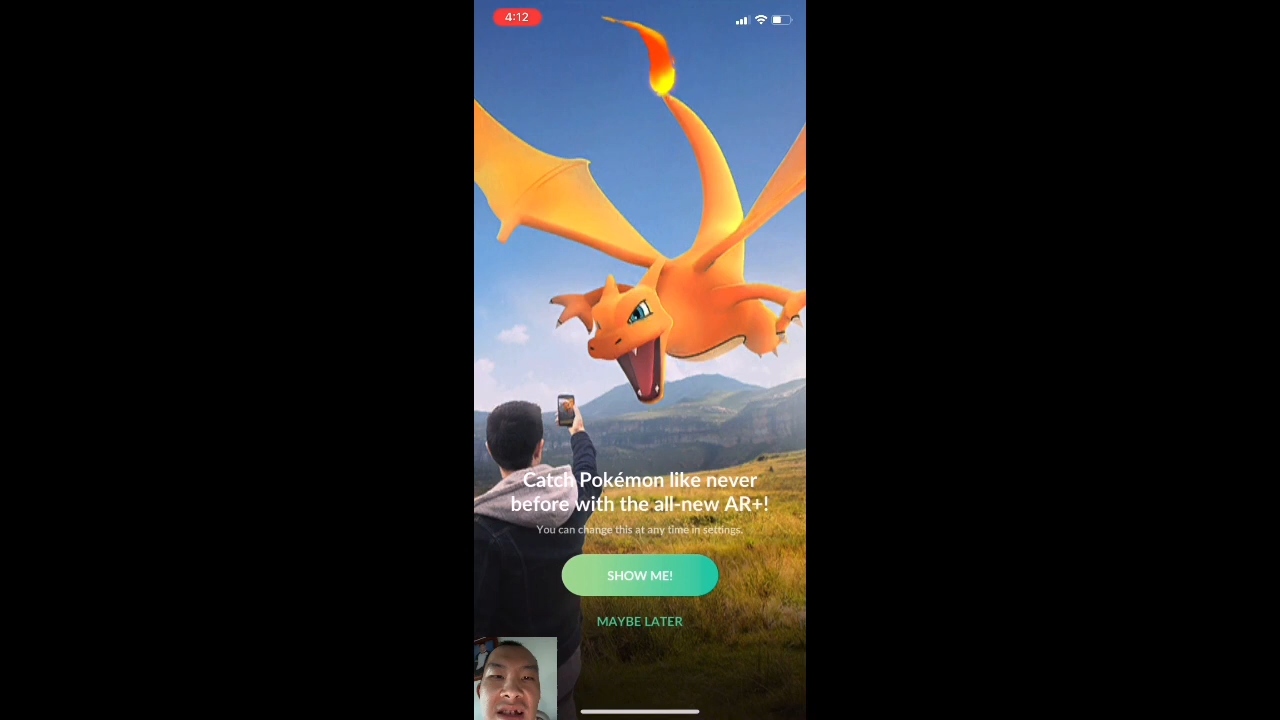 4:12
Catch Pokémon like never
before with the all-new AR+!
You can change this at any time in settings.
SHOW ME!
MAYBE LATER